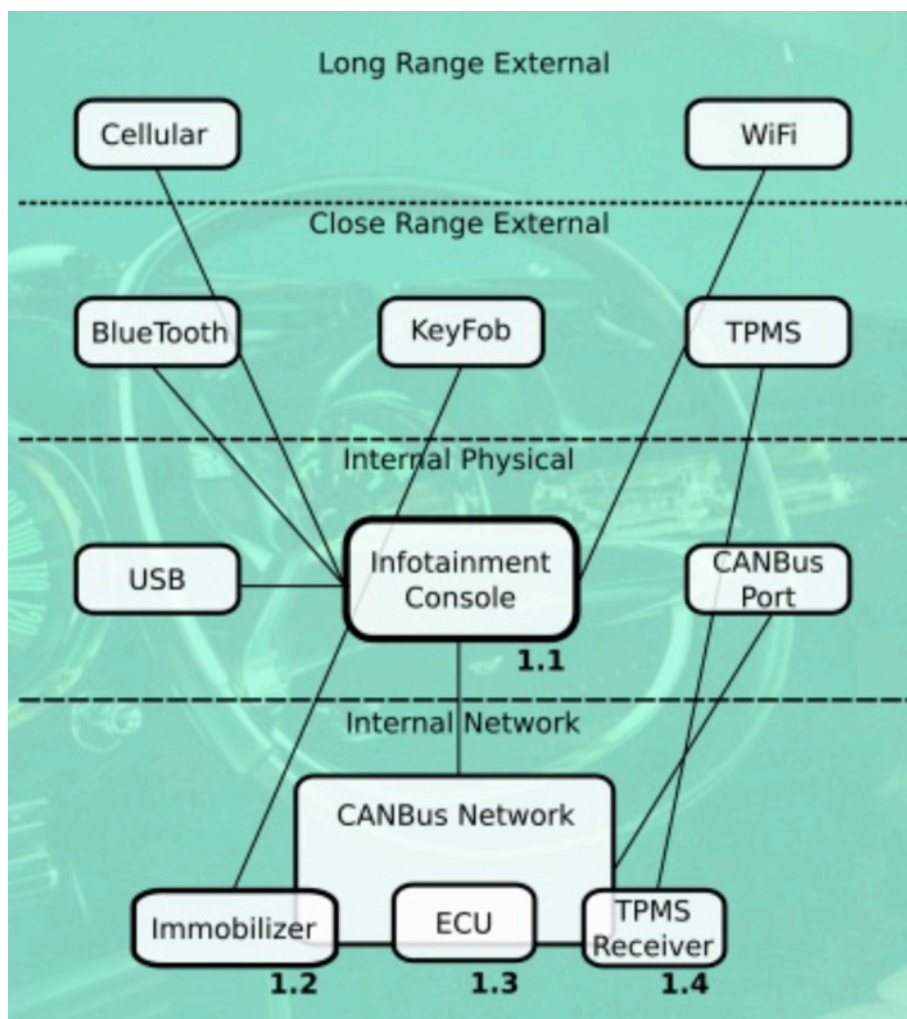 Long Range External
Cellular
WiFi
Close Range External
BlueTooth
KeyFob
TPMS
Internal Physical
USB
Infotainment
Console
CANBus
Port
1.1
Internal Network
CANBus Network
Immobilizer
ECU
TPMS
Receiver
1.2
1.3
1.4